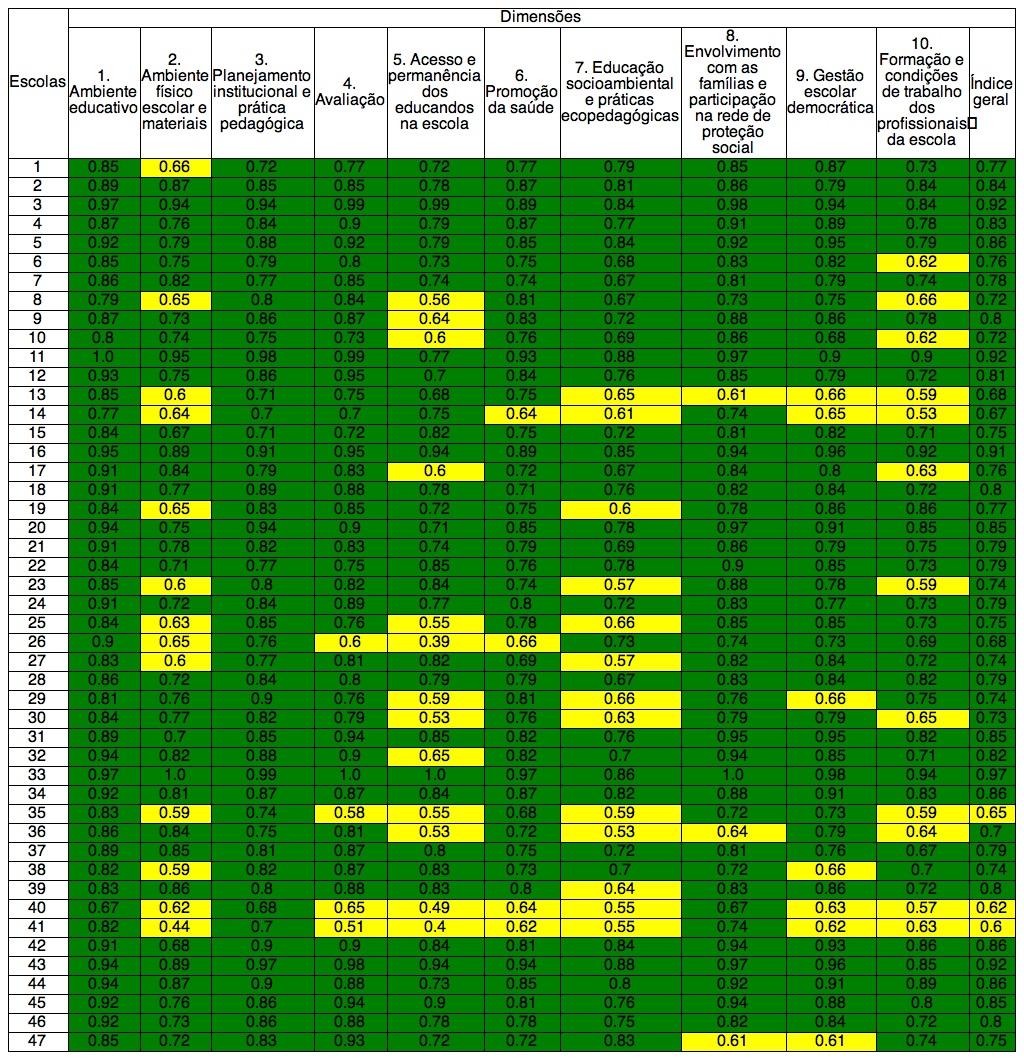 Dimensões
Escolas
1. Ambiente educativo
2. Ambiente físico escolar e materiais
3. Planejamento institucional e prática pedagógica
4. Avaliação
5. Acesso e permanência dos educandos na escola
6. Promoção da saúde
7. Educação socioambiental e práticas ecopedagógicas
8. Envolvimento com as famílias e participação na rede de proteção social
9. Gestão escolar democrática
10. Formação e condições de trabalho dos profissionais da escola
Índice geral
1 0.85 0.66 0.72 0.77 0.72 0.77 0.79 0.85 0.87 0.73 0.77
2 0.89 0.87 0.85 0.85 0.78 0.87 0.81 0.86 0.79 0.84 0.84
3 0.97 0.94 0.94 0.99 0.99 0.89 0.84 0.98 0.94 0.84 0.92
4 0.87 0.76 0.84 0.9 0.79 0.87 0.77 0.91 0.89 0.78 0.83
5 0.92 0.79 0.88 0.92 0.79 0.85 0.84 0.92 0.95 0.79 0.86
6 0.85 0.75 0.79 0.8 0.73 0.75 0.68 0.83 0.82 0.62 0.76
7 0.86 0.82 0.77 0.85 0.74 0.74 0.67 0.81 0.79 0.74 0.78
8 0.79 0.65 0.8 0.84 0.56 0.81 0.67 0.73 0.75 0.66 0.72
9 0.87 0.73 0.86 0.87 0.64 0.83 0.72 0.88 0.86 0.78 0.8
10 0.8 0.74 0.75 0.73 0.6 0.76 0.69 0.86 0.68 0.62 0.72
11 1.0 0.95 0.98 0.99 0.77 0.93 0.88 0.97 0.9 0.9 0.92
12 0.93 0.75 0.86 0.95 0.7 0.84 0.76 0.85 0.79 0.72 0.81
13 0.85 0.6 0.71 0.75 0.68 0.75 0.65 0.61 0.66 0.59 0.68
14 0.77 0.64 0.7 0.7 0.75 0.64 0.61 0.74 0.65 0.53 0.67
15 0.84 0.67 0.71 0.72 0.82 0.75 0.72 0.81 0.82 0.71 0.75
16 0.95 0.89 0.91 0.95 0.94 0.89 0.85 0.94 0.96 0.92 0.91
17 0.91 0.84 0.79 0.83 0.6 0.72 0.67 0.84 0.8 0.63 0.76
18 0.91 0.77 0.89 0.88 0.78 0.71 0.76 0.82 0.84 0.72 0.8
19 0.84 0.65 0.83 0.85 0.72 0.75 0.6 0.78 0.86 0.86 0.77
20 0.94 0.75 0.94 0.9 0.71 0.85 0.78 0.97 0.91 0.85 0.85
21 0.91 0.78 0.82 0.83 0.74 0.79 0.69 0.86 0.79 0.75 0.79
22 0.84 0.71 0.77 0.75 0.85 0.76 0.78 0.9 0.85 0.73 0.79
23 0.85 0.6 0.8 0.82 0.84 0.74 0.57 0.88 0.78 0.59 0.74
24 0.91 0.72 0.84 0.89 0.77 0.8 0.72 0.83 0.77 0.73 0.79
25 0.84 0.63 0.85 0.76 0.55 0.78 0.66 0.85 0.85 0.73 0.75
26 0.9 0.65 0.76 0.6 0.39 0.66 0.73 0.74 0.73 0.69 0.68
27 0.83 0.6 0.77 0.81 0.82 0.69 0.57 0.82 0.84 0.72 0.74
28 0.86 0.72 0.84 0.8 0.79 0.79 0.67 0.83 0.84 0.82 0.79
29 0.81 0.76 0.9 0.76 0.59 0.81 0.66 0.76 0.66 0.75 0.74
30 0.84 0.77 0.82 0.79 0.53 0.76 0.63 0.79 0.79 0.65 0.73
31 0.89 0.7 0.85 0.94 0.85 0.82 0.76 0.95 0.95 0.82 0.85
32 0.94 0.82 0.88 0.9 0.65 0.82 0.7 0.94 0.85 0.71 0.82
33 0.97 1.0 0.99 1.0 1.0 0.97 0.86 1.0 0.98 0.94 0.97
34 0.92 0.81 0.87 0.87 0.84 0.87 0.82 0.88 0.91 0.83 0.86
35 0.83 0.59 0.74 0.58 0.55 0.68 0.59 0.72 0.73 0.59 0.65
36 0.86 0.84 0.75 0.81 0.53 0.72 0.53 0.64 0.79 0.64 0.7
37 0.89 0.85 0.81 0.87 0.8 0.75 0.72 0.81 0.76 0.67 0.79
38 0.82 0.59 0.82 0.87 0.83 0.73 0.7 0.72 0.66 0.7 0.74
39 0.83 0.86 0.8 0.88 0.83 0.8 0.64 0.83 0.86 0.72 0.8
40 0.67 0.62 0.68 0.65 0.49 0.64 0.55 0.67 0.63 0.57 0.62
41 0.82 0.44 0.7 0.51 0.4 0.62 0.55 0.74 0.62 0.63 0.6
42 0.91 0.68 0.9 0.9 0.84 0.81 0.84 0.94 0.93 0.86 0.86
43 0.94 0.89 0.97 0.98 0.94 0.94 0.88 0.97 0.96 0.85 0.92
44 0.94 0.87 0.9 0.88 0.73 0.85 0.8 0.92 0.91 0.89 0.86
45 0.92 0.76 0.86 0.94 0.9 0.81 0.76 0.94 0.88 0.8 0.85
46 0.92 0.73 0.86 0.88 0.78 0.78 0.75 0.82 0.84 0.72 0.8
47 0.85 0.72 0.83 0.93 0.72 0.72 0.83 0.61 0.61 0.74 0.75